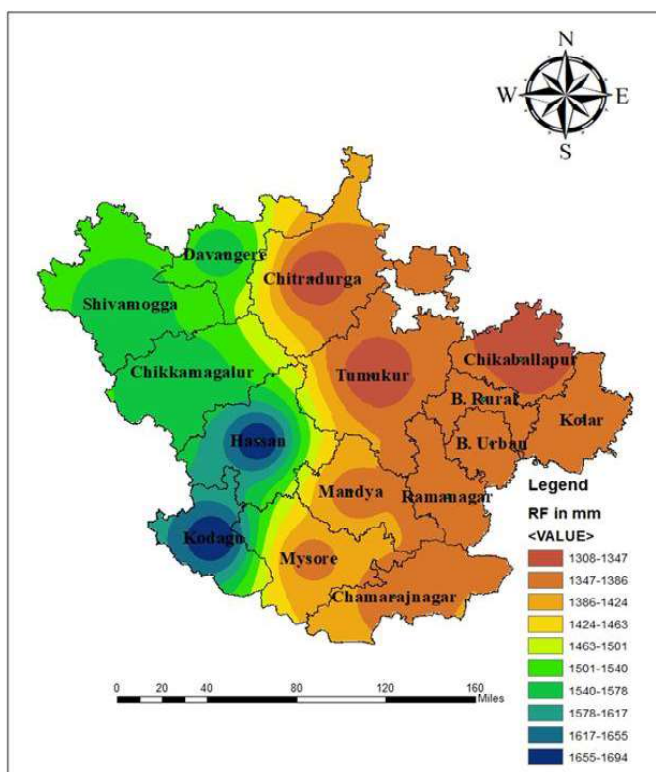 N
W E
S
Davangere
Chitradurga
Shivamogga
Chikkamagalur
Tumukur
Chikaballapur
B. Rural
Kolar
Hassan
B. Urban
Mandya
Ramanagar
Kodagu
Mysore
Chamarajnagar
Legend
RF in mm
<VALUE>
1308-1347
1347-1386
1386-1424
1424-1463
1463-1501
1501-1540
1540-1578
1578-1617
1617-1655
1655-1694
0 20 40 80 120 160
Miles